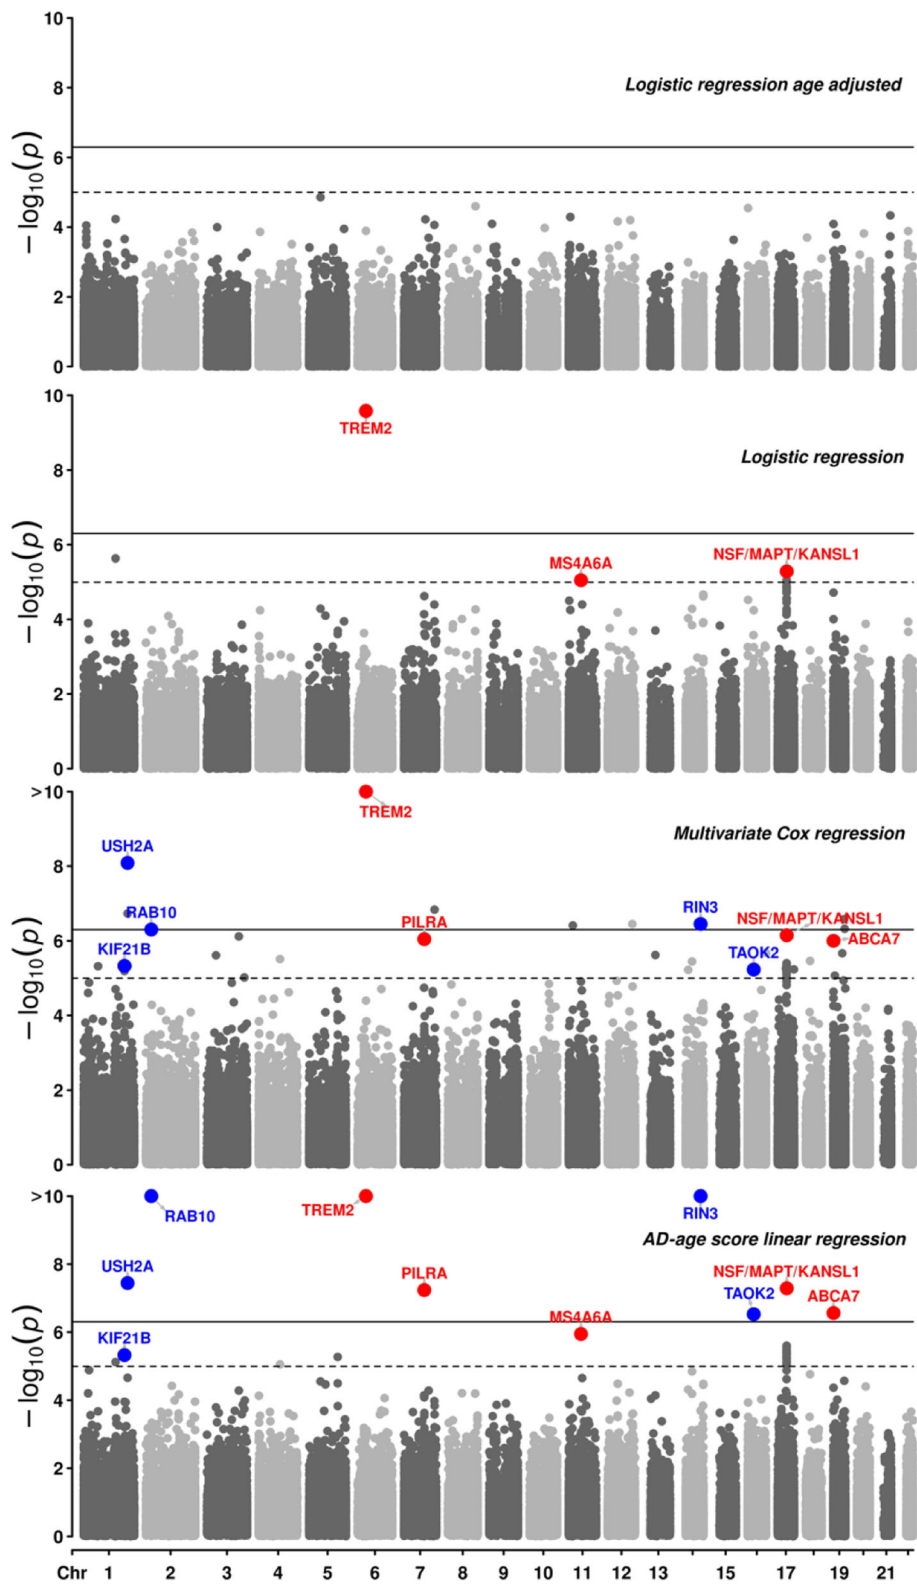 10
8
Logistic regression age adjusted
6
4
2
0
− log10(p)
10
TREM2
8
Logistic regression
6
NSF/MAPT/KANSL1
MS4A6A
4
2
0
− log10(p)
>10
TREM2
Multivariate Cox regression
USH2A
8
RAB10
RIN3
PILRA
NSF/MAPT/KANSL1
ABCA7
6
KIF21B
TAOK2
4
2
0
− log10(p)
>10
RAB10
TREM2
RIN3
AD-age score linear regression
USH2A
PILRA
NSF/MAPT/KANSL1
8
TAOK2
ABCA7
MS4A6A
6
KIF21B
4
2
0
− log10(p)
Chr 1 2 3 4 5 6 7 8 9 10 11 12 13 15 17 19 21